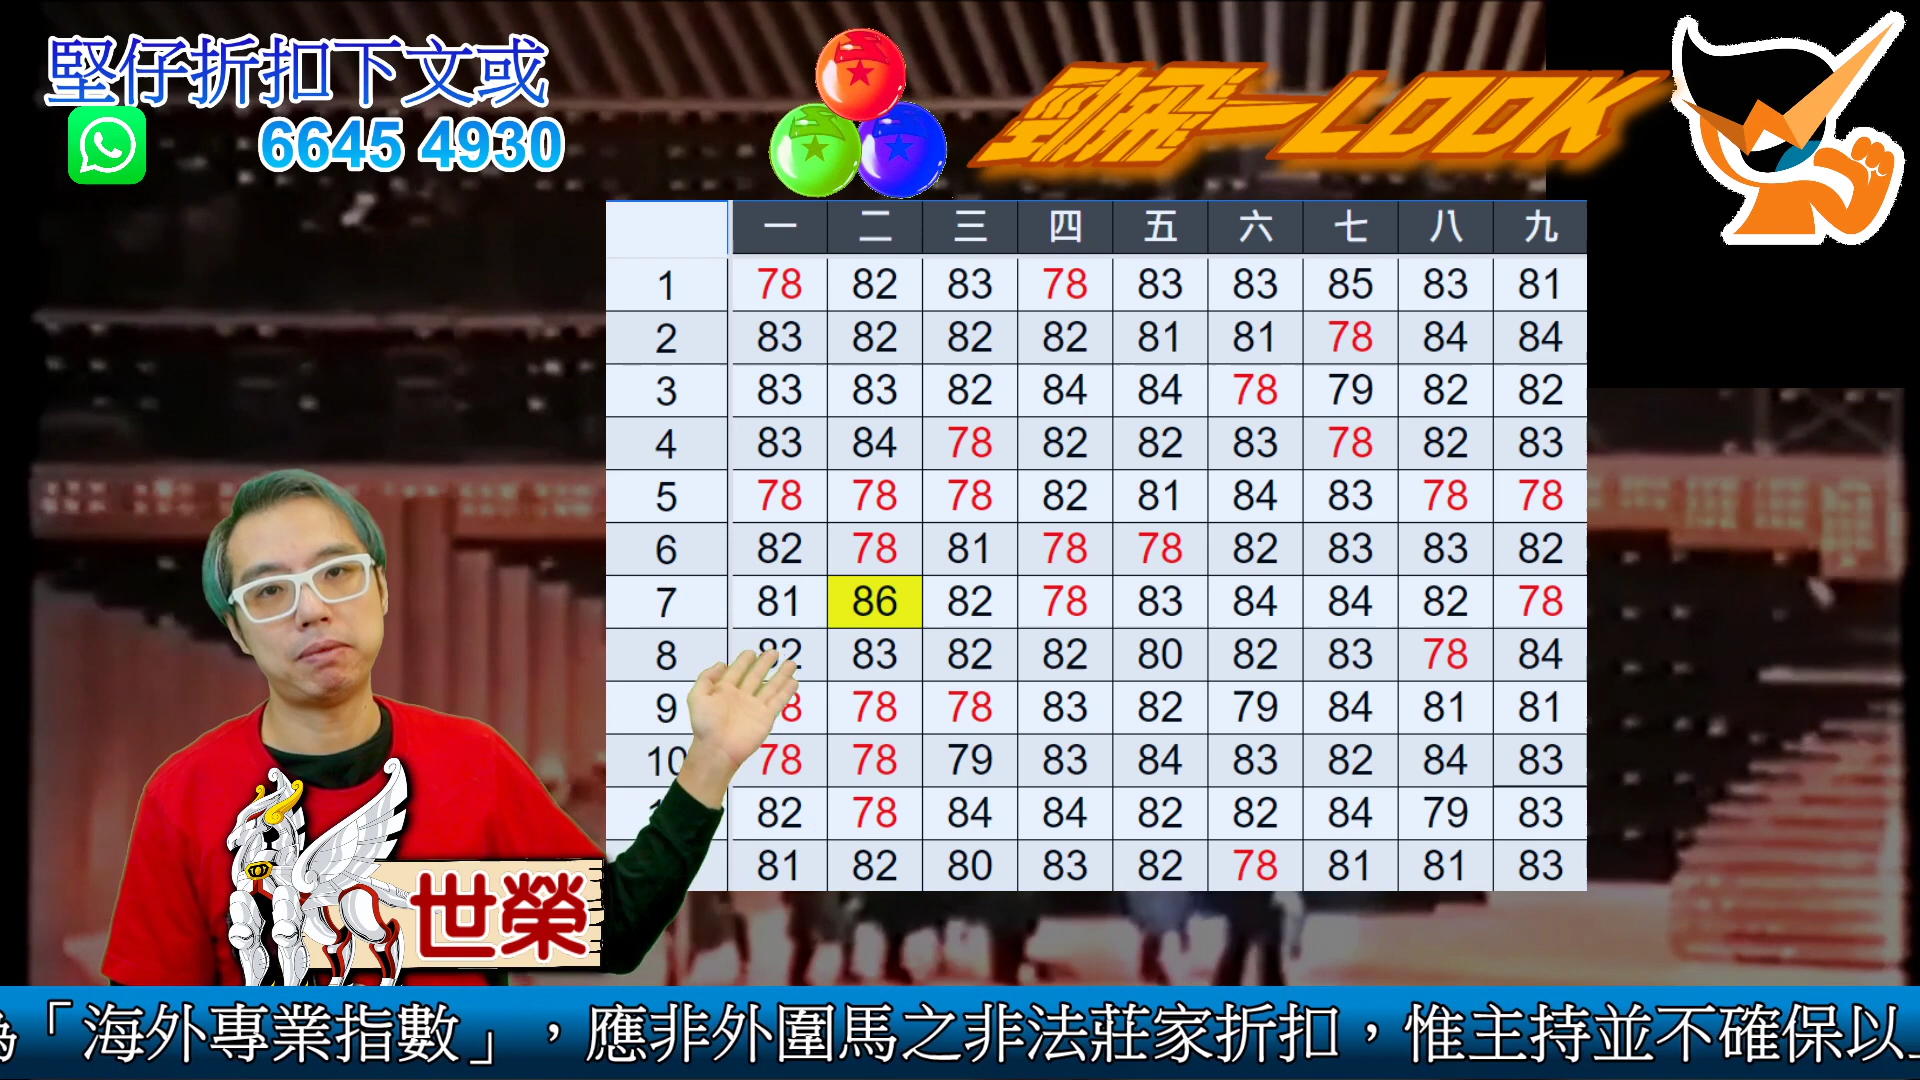 堅仔折扣下文或
6645 4930
勁飛一LOOK
一 二 三 四 五 六 七 八 九
1 78 82 83 78 83 83 85 83 81
2 83 82 82 82 81 81 78 84 84
3 83 83 82 84 84 78 79 82 82
4 83 84 78 82 82 83 78 82 83
5 78 78 78 82 81 84 83 78 78
6 82 78 81 78 78 82 83 83 82
7 81 86 82 78 83 84 84 82 78
8 82 83 82 82 80 82 83 78 84
9 78 78 83 82 79 84 81 81
10 78 78 79 83 84 83 82 84 83
82 78 84 84 82 82 84 79 83
81 82 80 83 82 78 81 81 83
世榮
為「海外專業指數」，應非外圍馬之非法莊家折扣，惟主持並不確保以